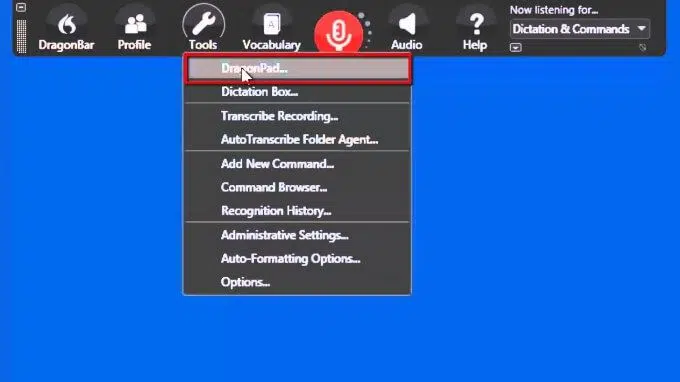 Now listening for...
DragonBar Profile Tools Vocabulary Audio Help Dictation & Commands
DragonPad...
Dictation Box...
Transcribe Recording...
AutoTranscribe Folder Agent...
Add New Command...
Command Browser...
Recognition History...
Administrative Settings...
Auto-Formatting Options...
Options...